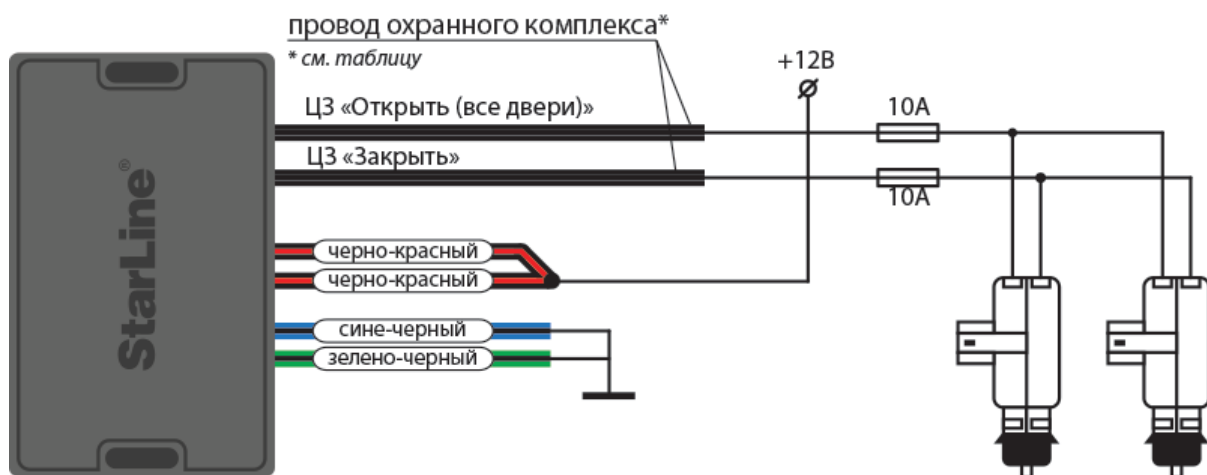 провод охранного комплекса*
* см. таблицу
+12В
ЦЗ «Открыть (все двери)»
10А
ЦЗ «Закрыть»
10А
StarLine®
черно-красный
черно-красный
сине-черный
зелено-черный